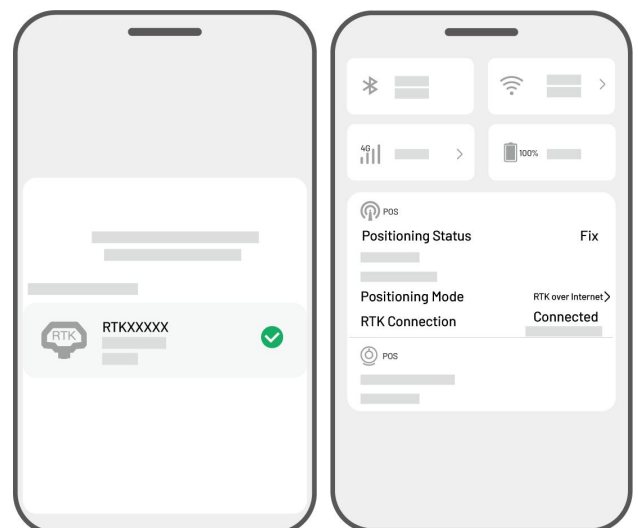 RTK
RTKXXXXX
4G
100%
POS
Positioning Status Fix
Positioning Mode RTK over Internet
RTK Connection Connected
POS